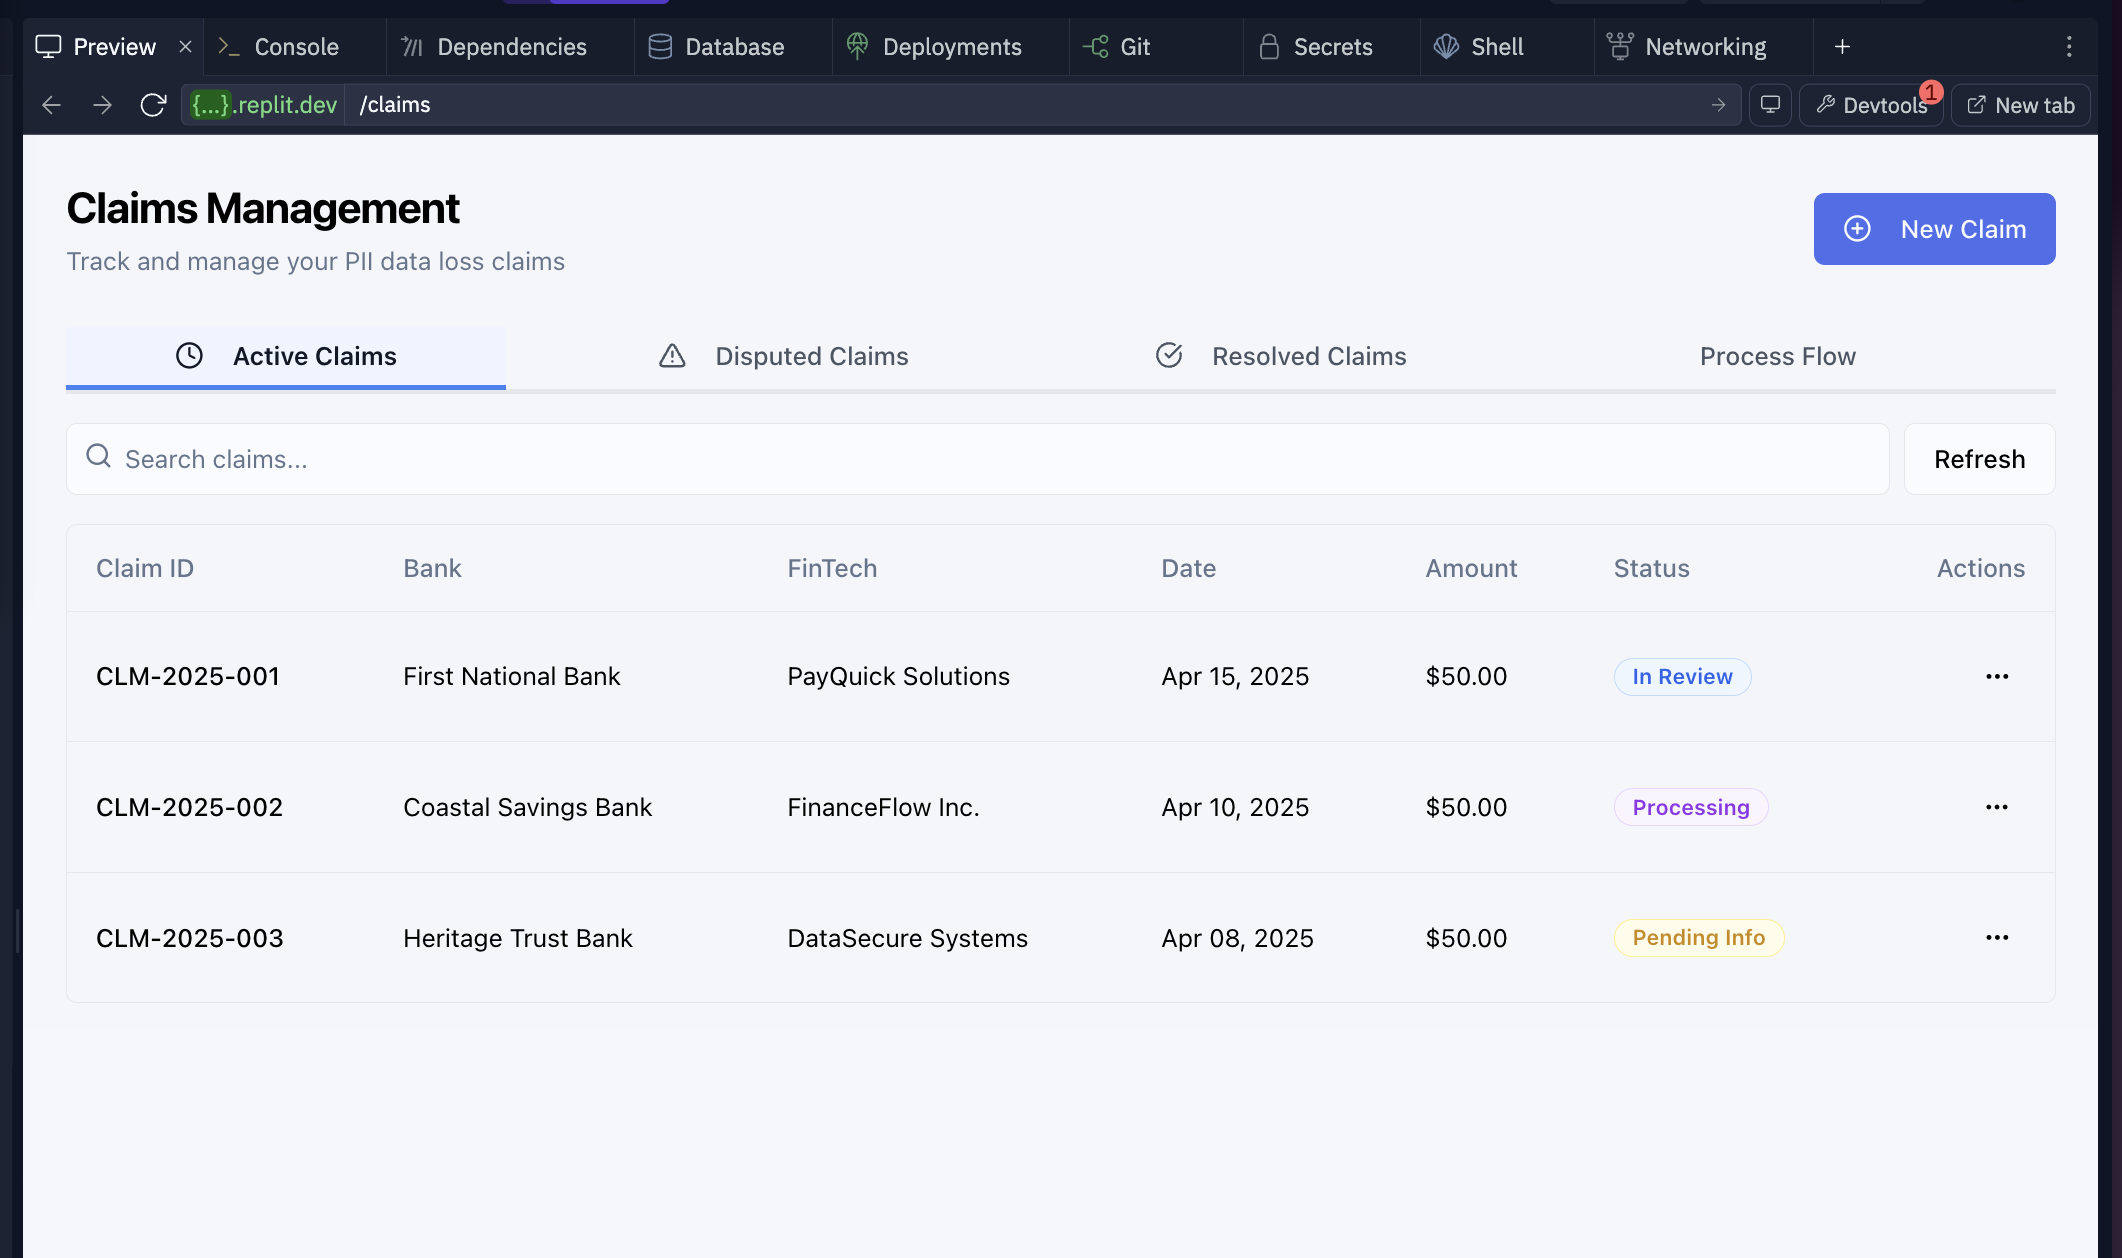 Preview
Console
Dependencies
Database
Deployments
Git
Secrets
Shell
Networking
{...}.replit.dev /claims
Devtools 1
New tab
Claims Management
Track and manage your PII data loss claims
New Claim
Active Claims
Disputed Claims
Resolved Claims
Process Flow
Search claims...
Refresh
Claim ID Bank FinTech Date Amount Status Actions
CLM-2025-001 First National Bank PayQuick Solutions Apr 15, 2025 $50.00 In Review
CLM-2025-002 Coastal Savings Bank FinanceFlow Inc. Apr 10, 2025 $50.00 Processing
CLM-2025-003 Heritage Trust Bank DataSecure Systems Apr 08, 2025 $50.00 Pending Info